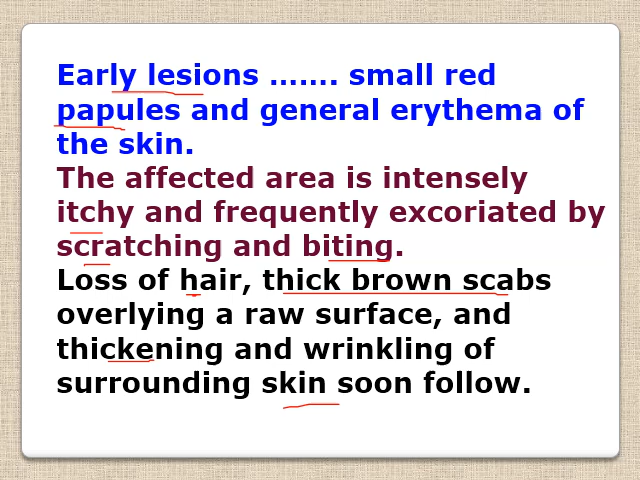 Early lesions ……. small red
papules and general erythema of
the skin.
The affected area is intensely
itchy and frequently excoriated by
scratching and biting.
Loss of hair, thick brown scabs
overlying a raw surface, and
thickening and wrinkling of
surrounding skin soon follow.